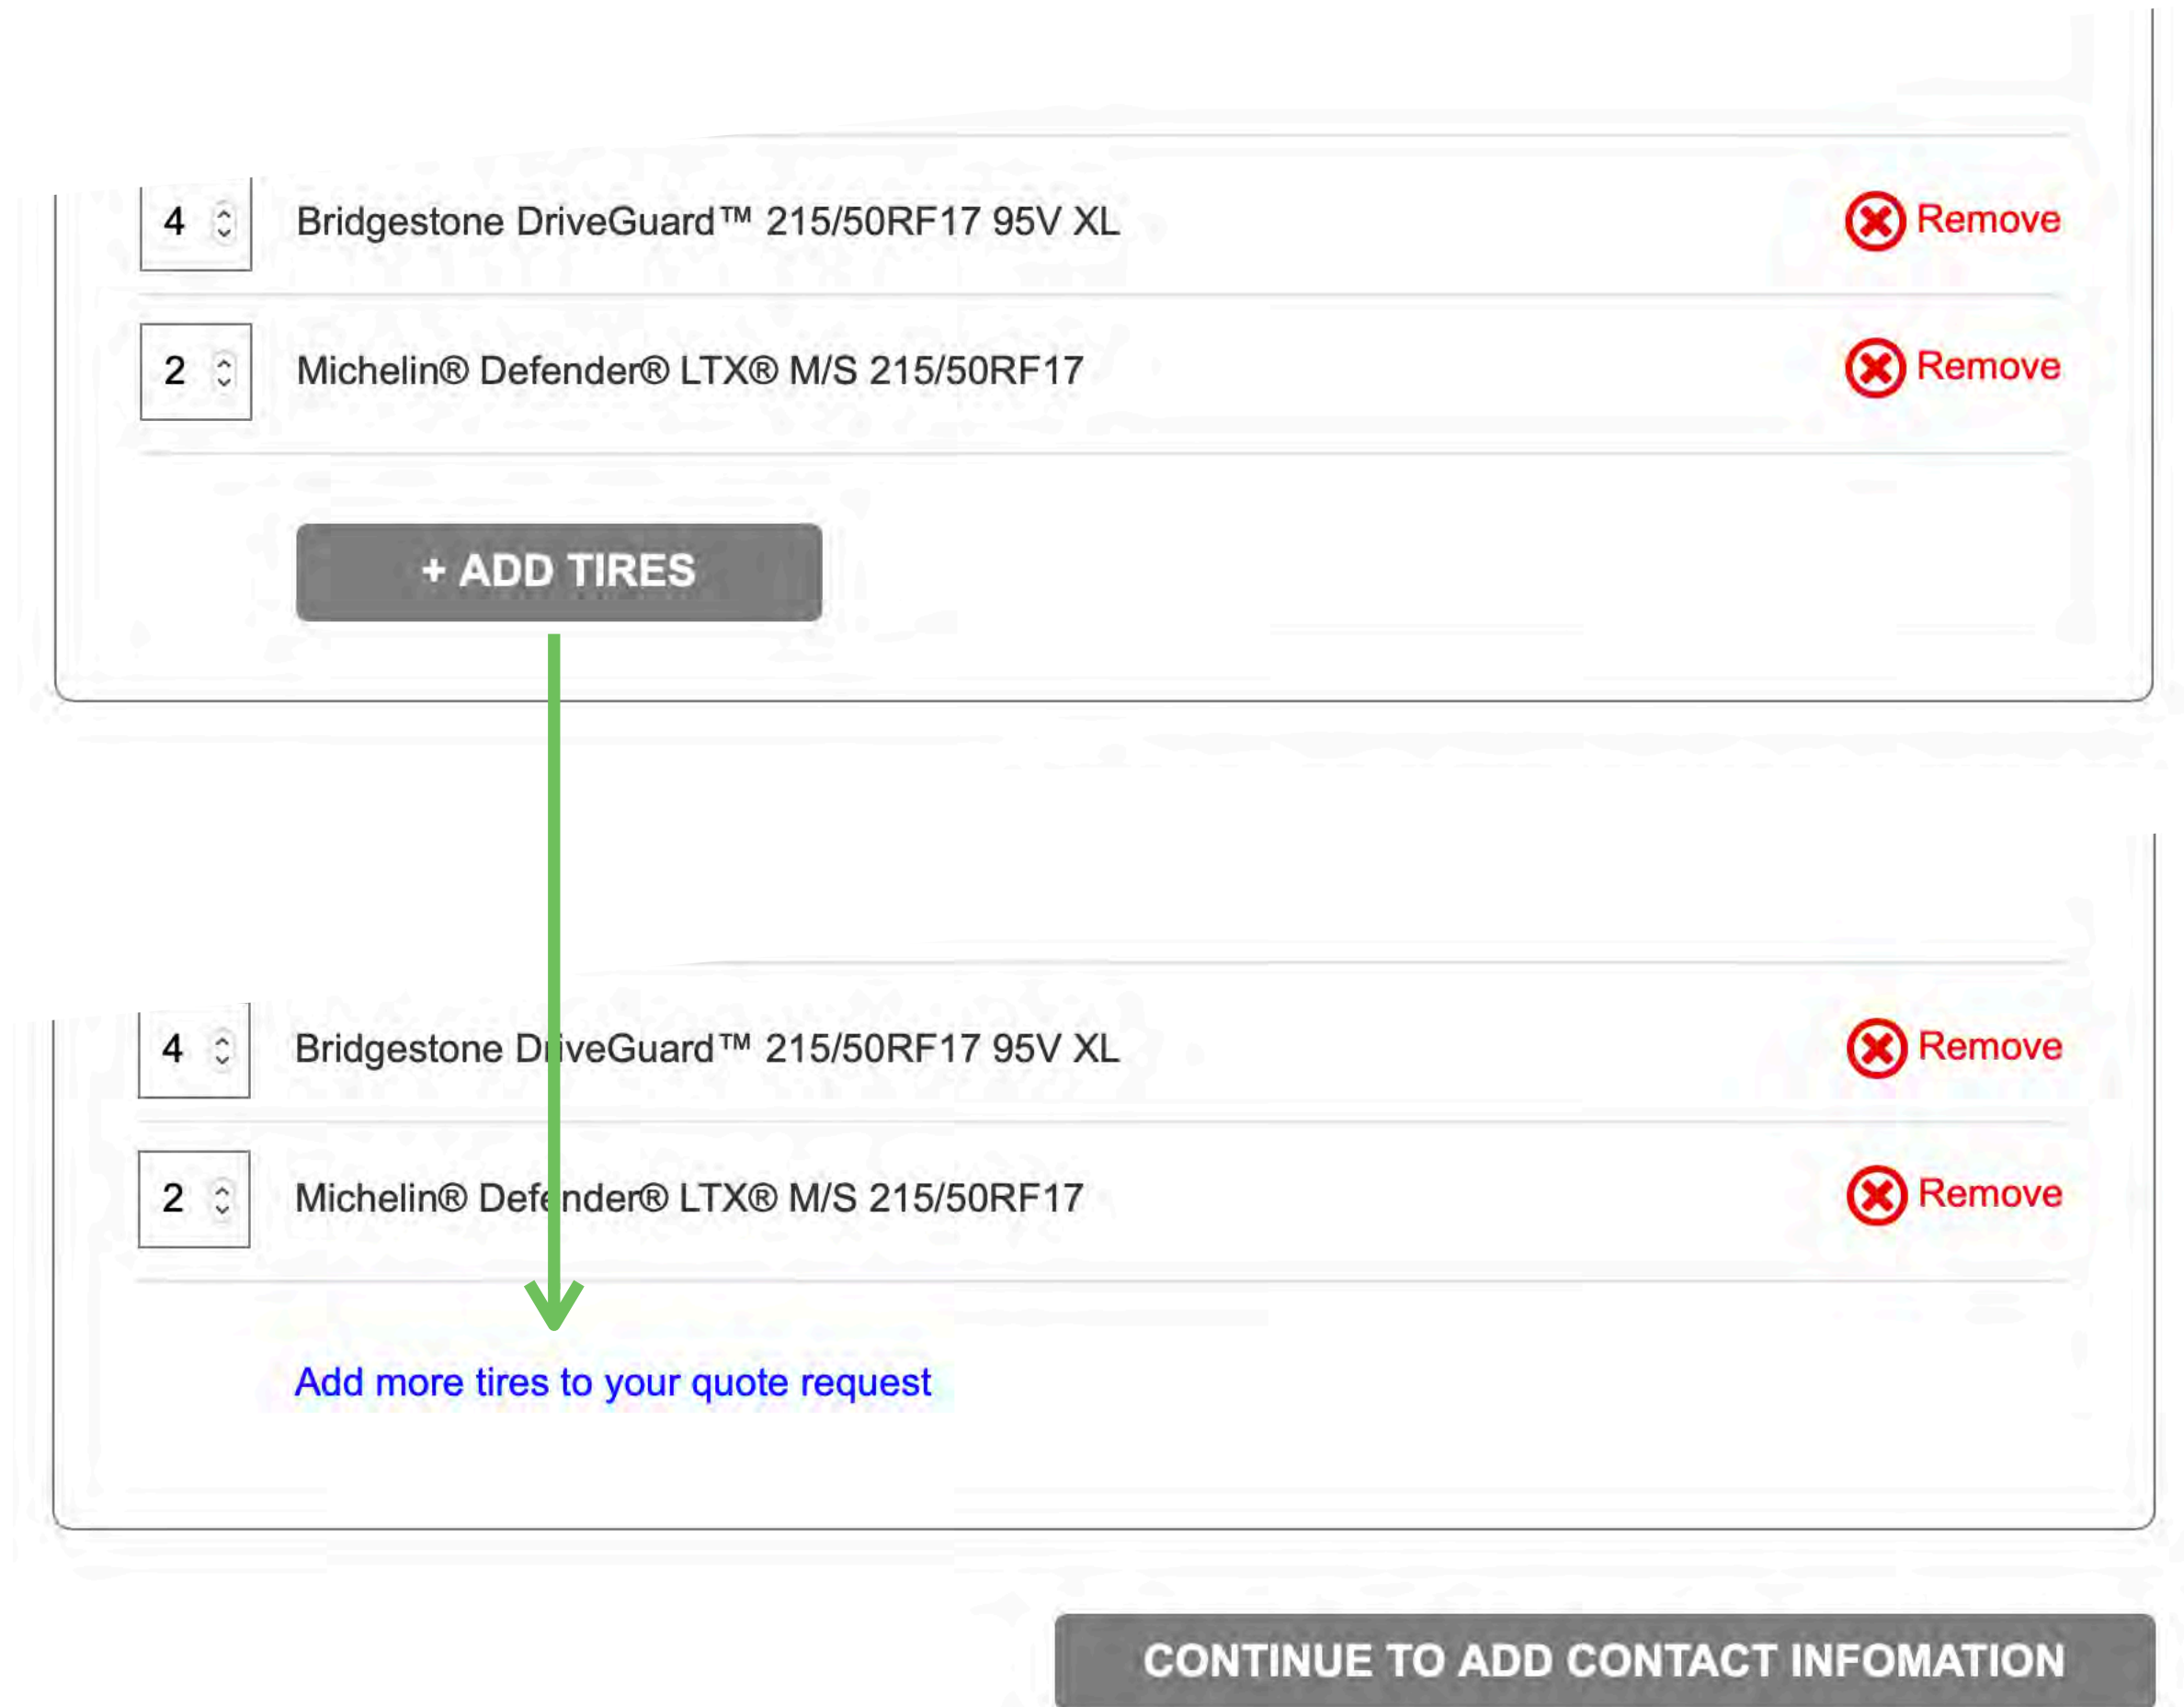 4 Bridgestone DriveGuard™ 215/50RF17 95V XL Remove
2 Michelin® Defender® LTX® M/S 215/50RF17 Remove
+ ADD TIRES
4 Bridgestone DriveGuard™ 215/50RF17 95V XL Remove
2 Michelin® Defender® LTX® M/S 215/50RF17 Remove
Add more tires to your quote request
CONTINUE TO ADD CONTACT INFOMATION